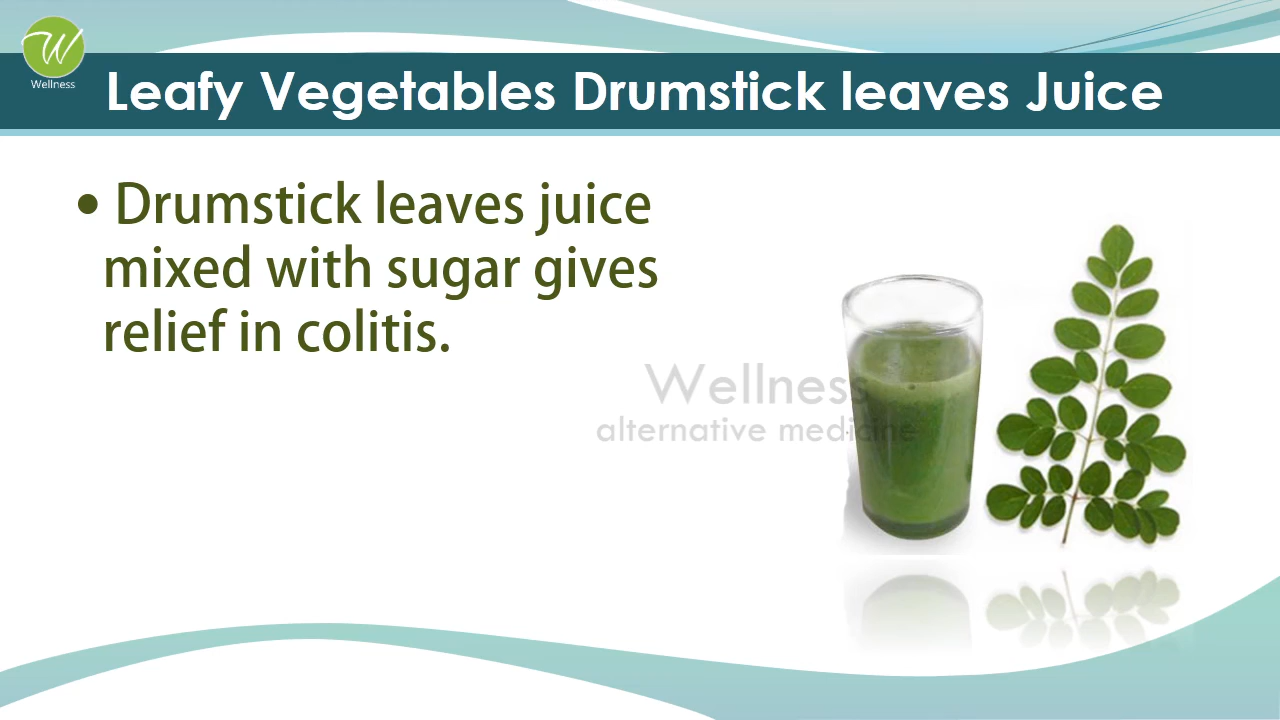 W
Wellness
Leafy Vegetables Drumstick leaves Juice
• Drumstick leaves juice
mixed with sugar gives
relief in colitis.
Wellness
alternative medicine